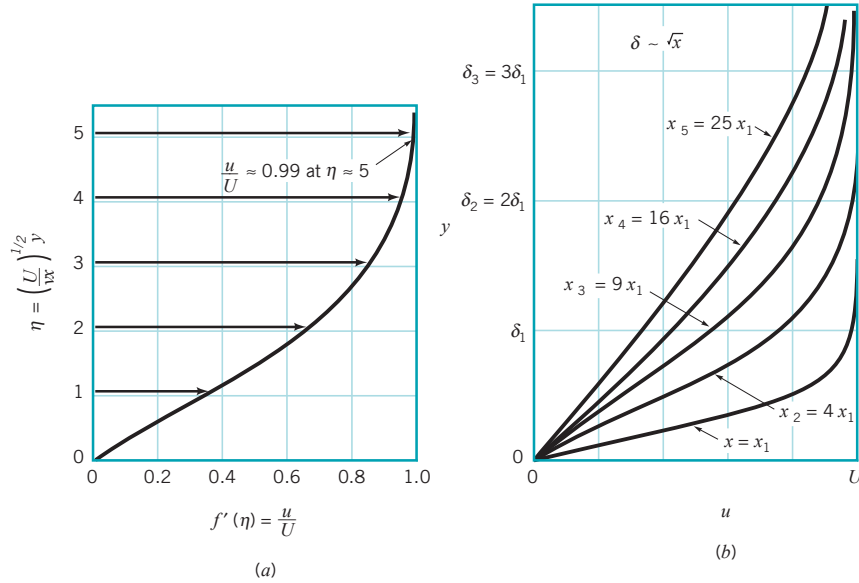 5
4
3
2
1
0
η = (U/νx)^1/2 y
u/U ≈ 0.99 at η ≈ 5
0
0.2
0.4
0.6
0.8
1.0
f′ (η) = u/U
(a)
δ ~ √x
δ3 = 3δ1
δ2 = 2δ1
δ1
0
y
x5 = 25 x1
x4 = 16 x1
x3 = 9 x1
x2 = 4 x1
x = x1
0
U
u
(b)